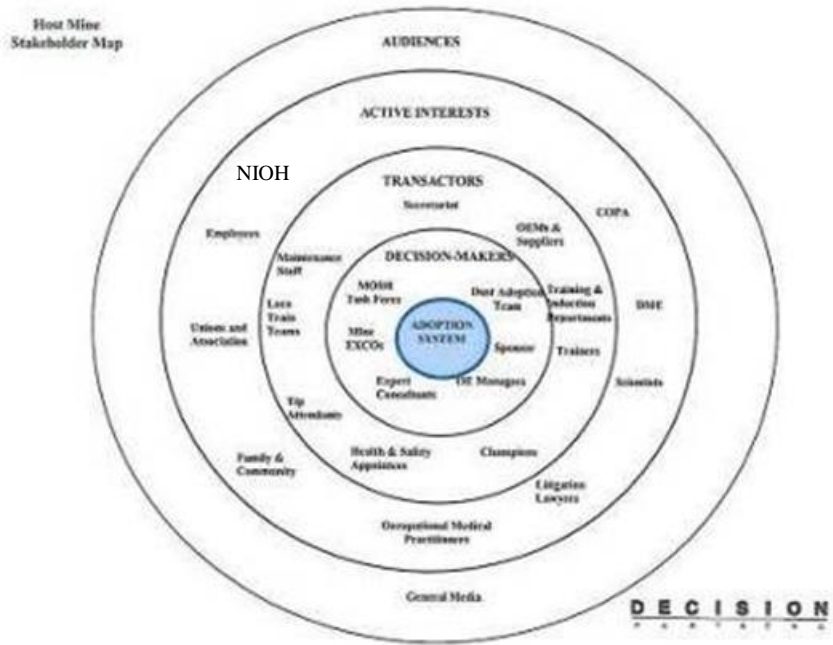 Host Mine
Stakeholder Map
AUDIENCES
ACTIVE INTERESTS
NIOH
TRANSACTORS
Secretariat
COPA
OEMs &
Suppliers
Employees
Maintenance
Staff
DECISION-MAKERS
MOSH
Task Force
Dust Adoption
Team
Training &
Induction
Departments
DME
Loco
Train
Teams
Unions and
Association
Mine
EXCOs
ADOPTION
SYSTEM
Sponsor
Trainers
Expert
Consultants
OE Managers
Scientists
Tip
Attendants
Family &
Community
Health & Safety
Appointees
Champions
Litigation
Lawyers
Occupational Medical
Practitioners
General Media
DECISION